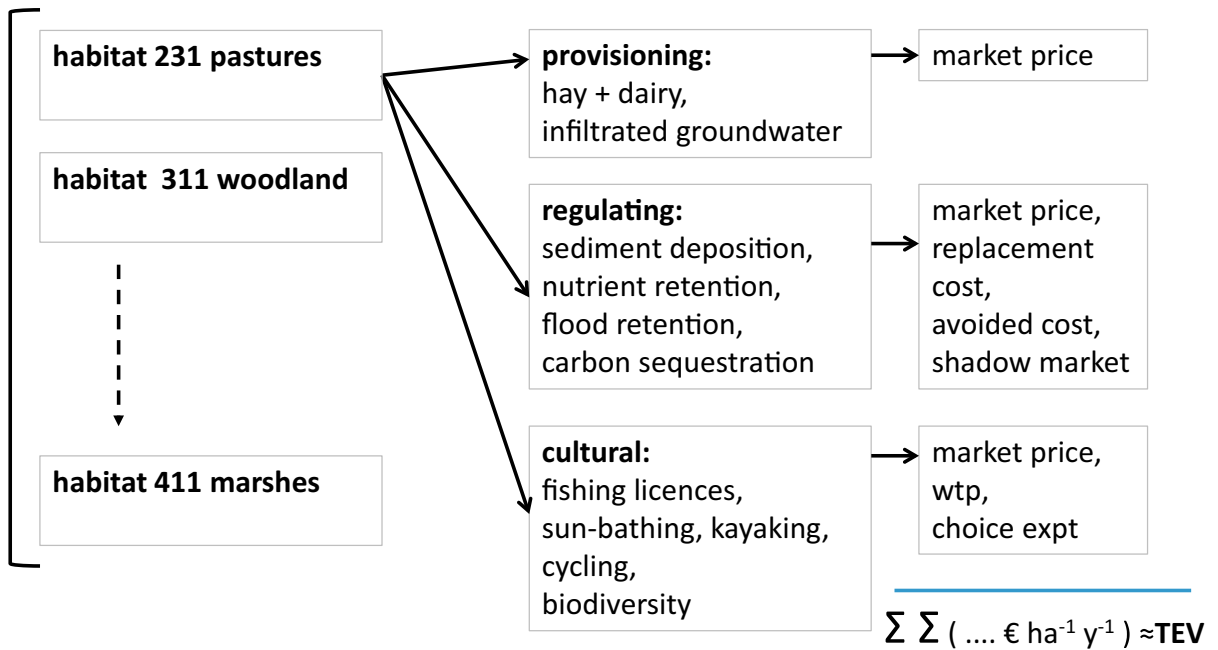 habitat 231 pastures
habitat  311 woodland
habitat 411 marshes
provisioning:
hay + dairy,
infiltrated groundwater
market price
regulating:
sediment deposition,
nutrient retention,
flood retention,
carbon sequestration
market price,
replacement
cost,
avoided cost,
shadow market
cultural:
fishing licences,
sun-bathing, kayaking,
cycling,
biodiversity
market price,
wtp,
choice expt
Σ Σ ( .... € ha⁻¹ y⁻¹ ) ≈TEV